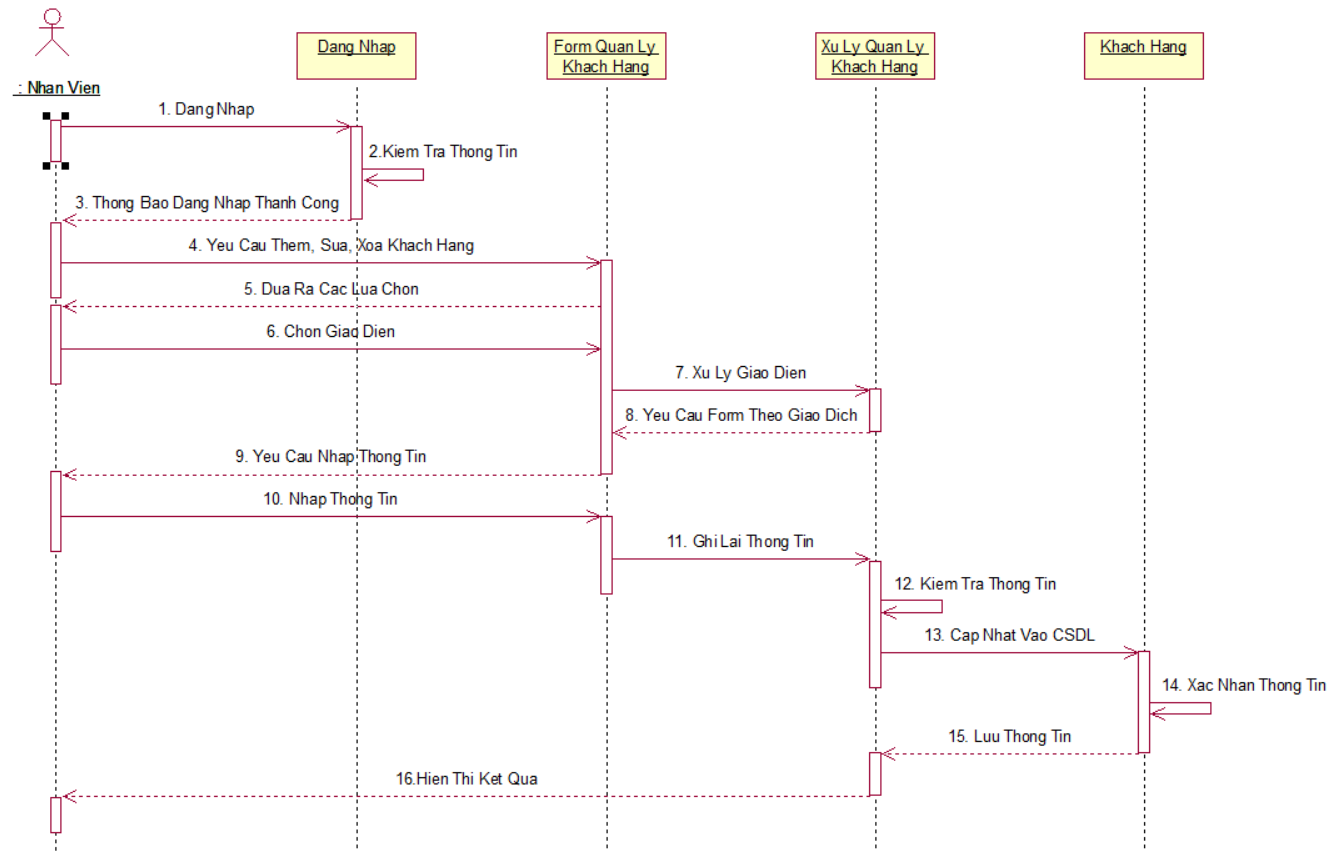 Dang Nhap
Form Quan Ly
Khach Hang
Xu Ly Quan Ly
Khach Hang
Khach Hang
: Nhan Vien
1. Dang Nhap
2.Kiem Tra Thong Tin
3. Thong Bao Dang Nhap Thanh Cong
4. Yeu Cau Them, Sua, Xoa Khach Hang
5. Dua Ra Cac Lua Chon
6. Chon Giao Dien
7. Xu Ly Giao Dien
8. Yeu Cau Form Theo Giao Dich
9. Yeu Cau Nhap Thong Tin
10. Nhap Thong Tin
11. Ghi Lai Thong Tin
12. Kiem Tra Thong Tin
13. Cap Nhat Vao CSDL
14. Xac Nhan Thong Tin
15. Luu Thong Tin
16.Hien Thi Ket Qua